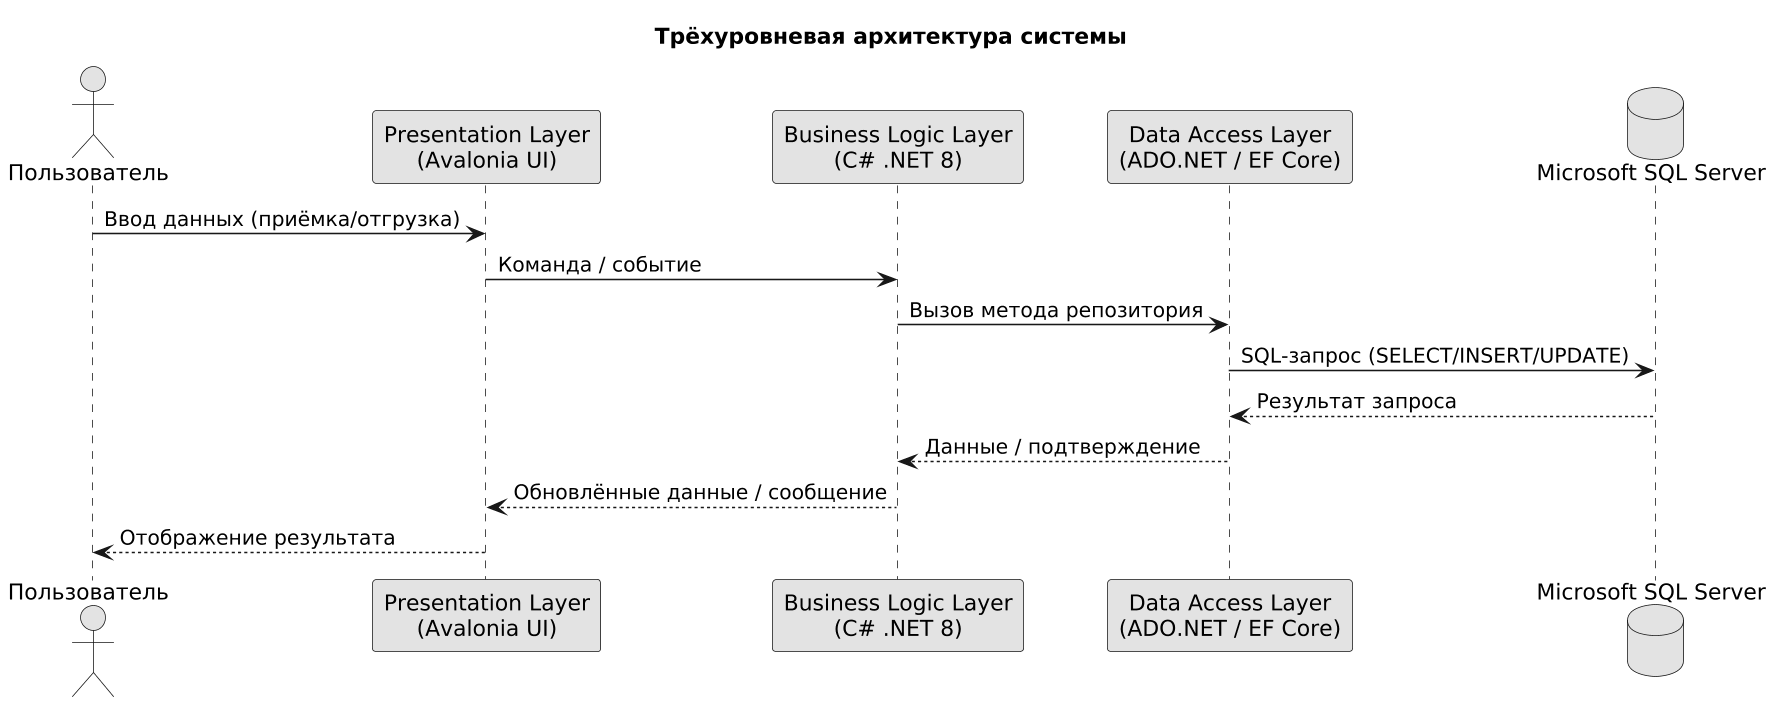 Трёхуровневая архитектура системы
Пользователь
Presentation Layer
(Avalonia UI)
Business Logic Layer
(C# .NET 8)
Data Access Layer
(ADO.NET / EF Core)
Microsoft SQL Server
Ввод данных (приёмка/отгрузка)
Команда / событие
Вызов метода репозитория
SQL-запрос (SELECT/INSERT/UPDATE)
Результат запроса
Данные / подтверждение
Обновлённые данные / сообщение
Отображение результата
Пользователь
Presentation Layer
(Avalonia UI)
Business Logic Layer
(C# .NET 8)
Data Access Layer
(ADO.NET / EF Core)
Microsoft SQL Server